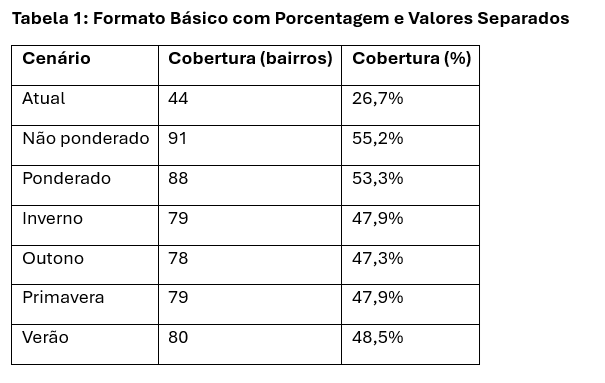 Tabela 1: Formato Básico com Porcentagem e Valores Separados
Cenário Cobertura (bairros) Cobertura (%)
Atual 44 26,7%
Não ponderado 91 55,2%
Ponderado 88 53,3%
Inverno 79 47,9%
Outono 78 47,3%
Primavera 79 47,9%
Verão 80 48,5%